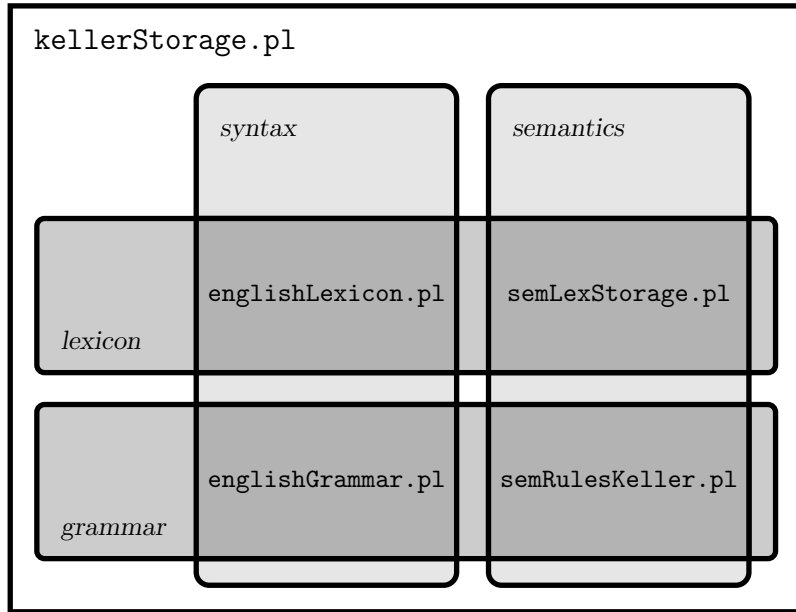 kellerStorage.pl
syntax semantics
englishLexicon.pl semLexStorage.pl
lexicon
englishGrammar.pl semRulesKeller.pl
grammar